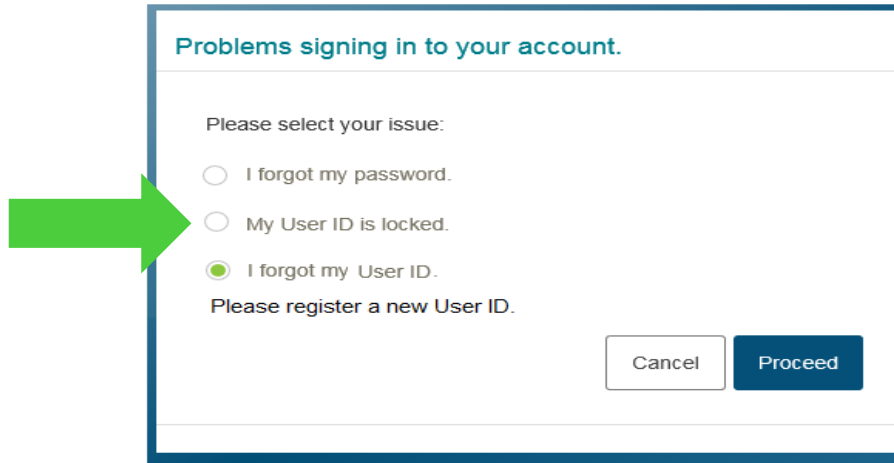 Problems signing in to your account.
Please select your issue:
I forgot my password.
My User ID is locked.
I forgot my User ID.
Please register a new User ID.
Cancel Proceed